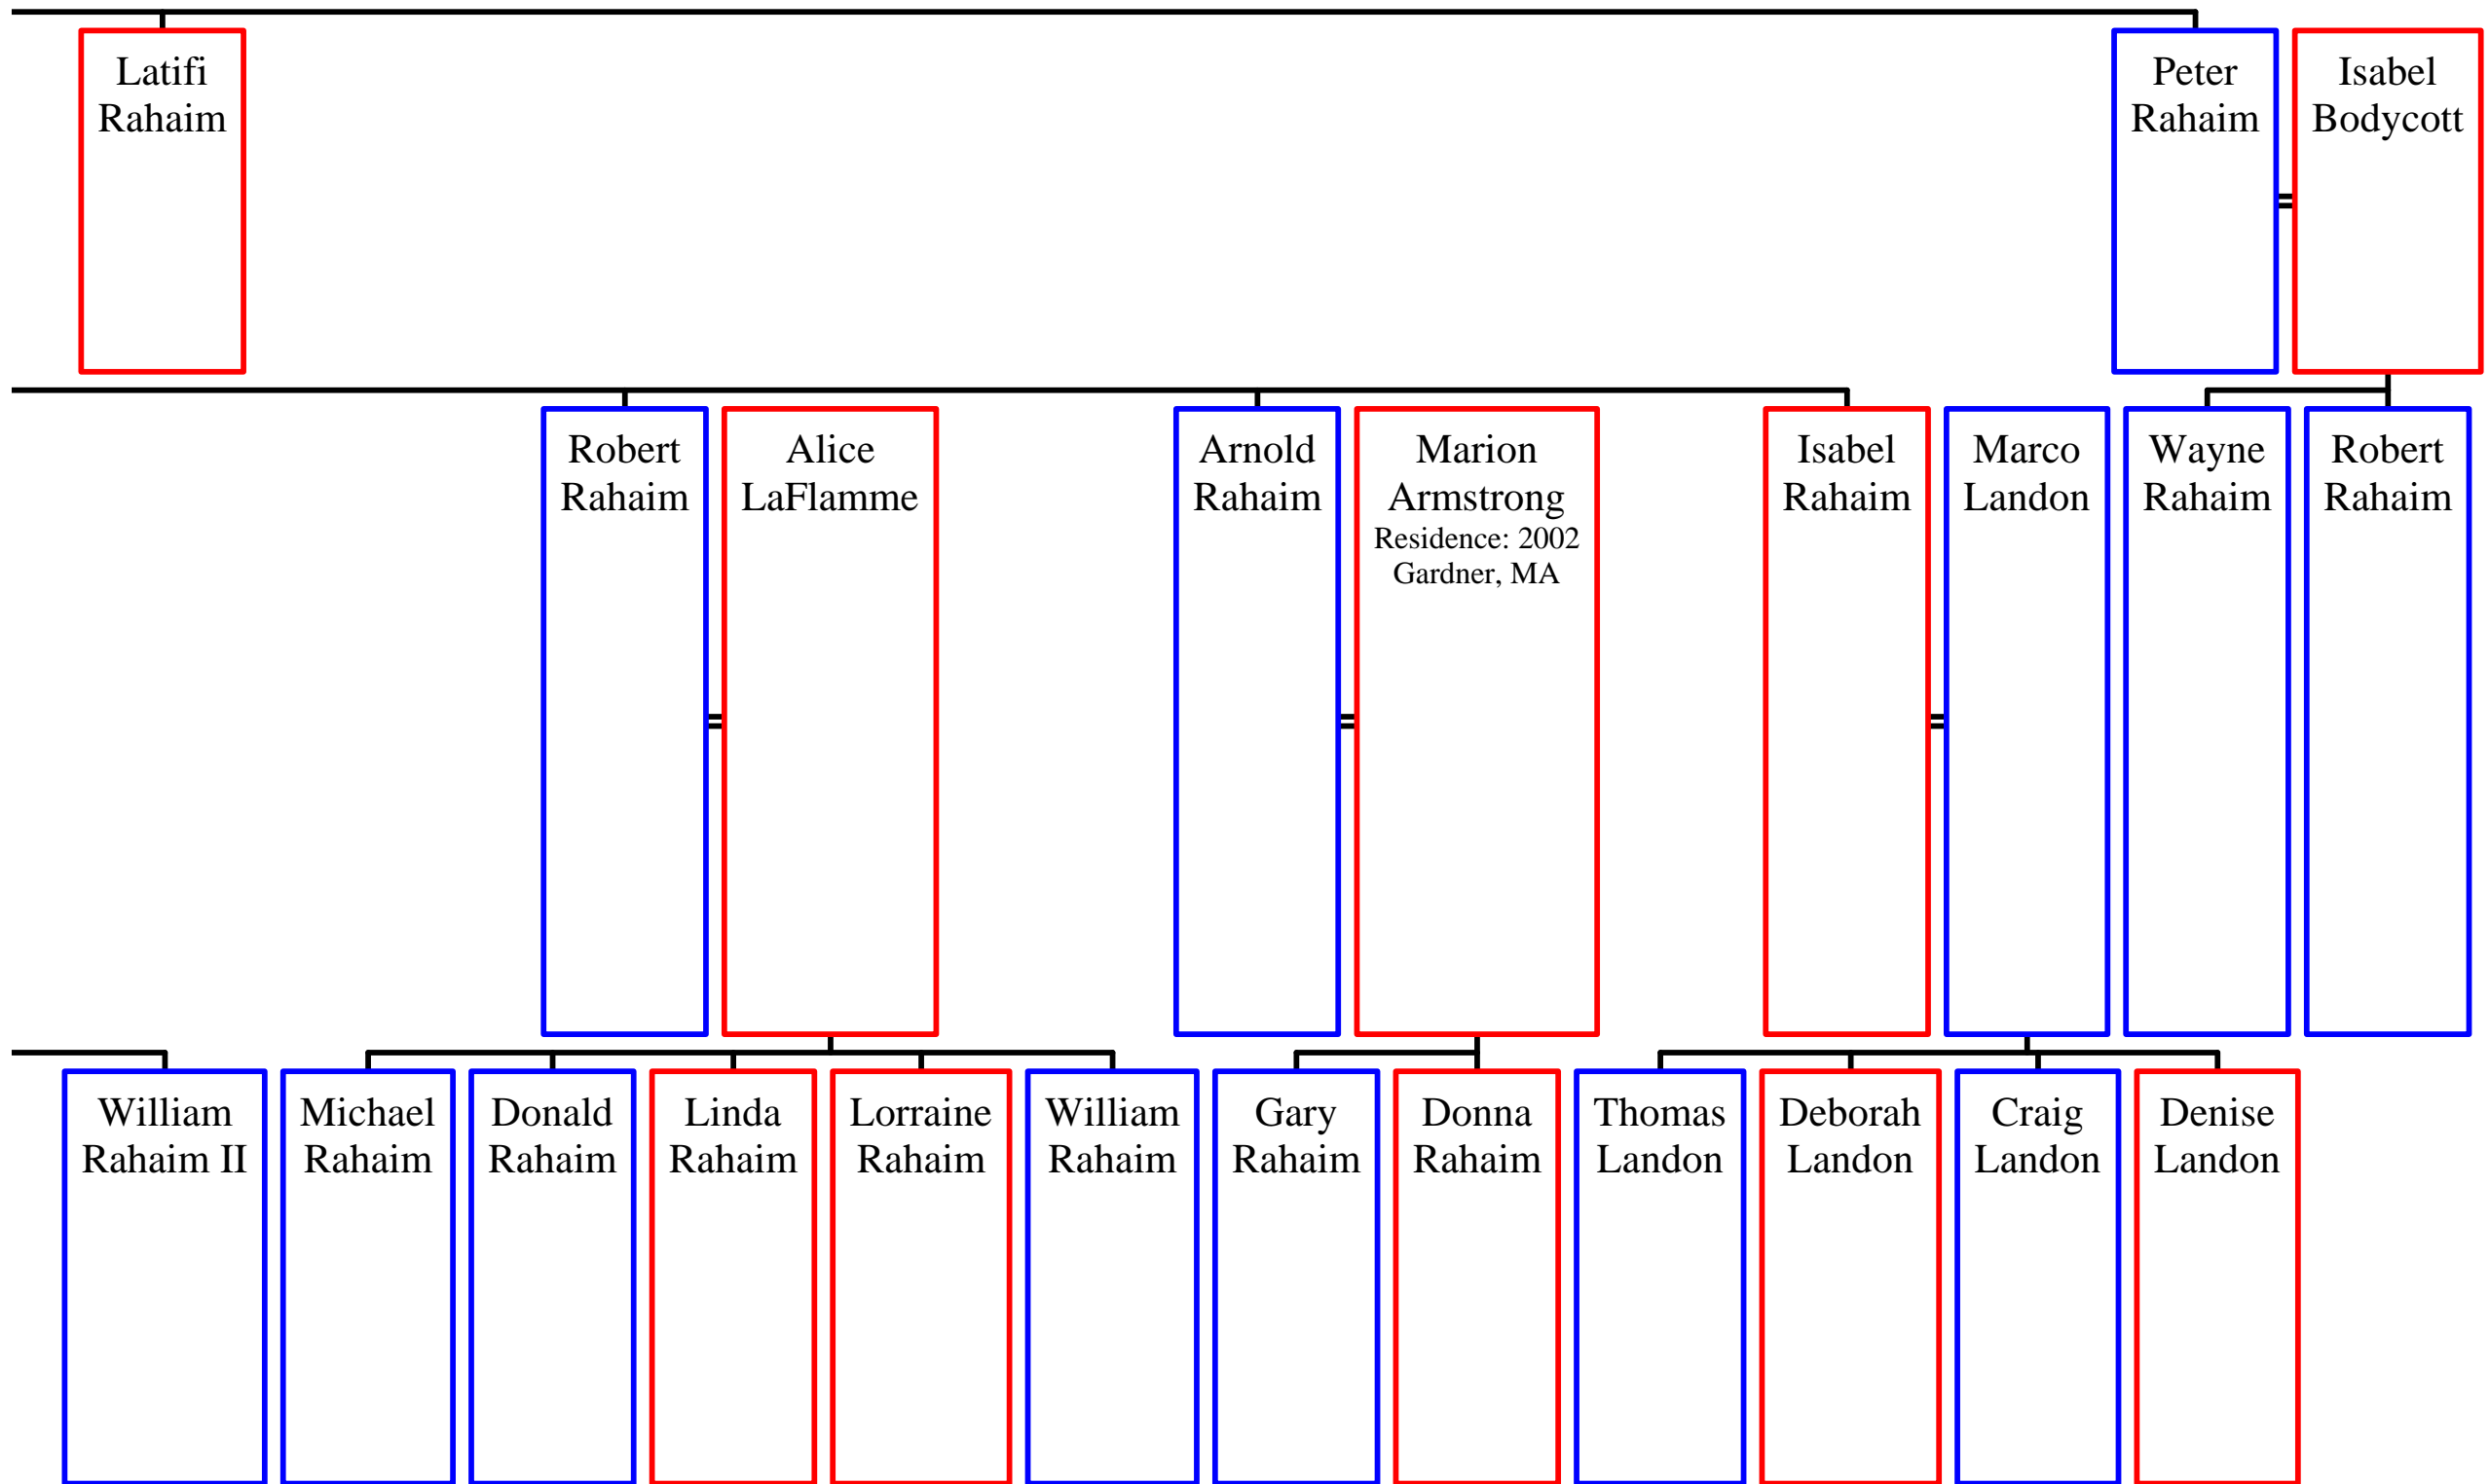 Latifi
Rahaim
Peter
Rahaim
Isabel
Bodycott
Robert
Rahaim
Alice
LaFlamme
Arnold
Rahaim
Marion
Armstrong
Residence: 2002
Gardner, MA
Isabel
Rahaim
Marco
Landon
Wayne
Rahaim
Robert
Rahaim
William
Rahaim II
Michael
Rahaim
Donald
Rahaim
Linda
Rahaim
Lorraine
Rahaim
William
Rahaim
Gary
Rahaim
Donna
Rahaim
Thomas
Landon
Deborah
Landon
Craig
Landon
Denise
Landon